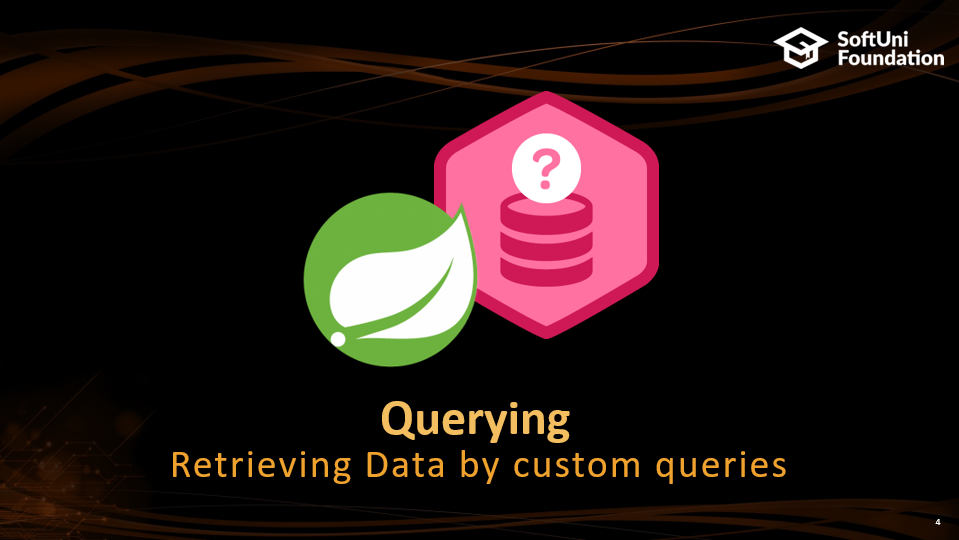 SoftUni
Foundation
?
Querying
Retrieving Data by custom queries
4